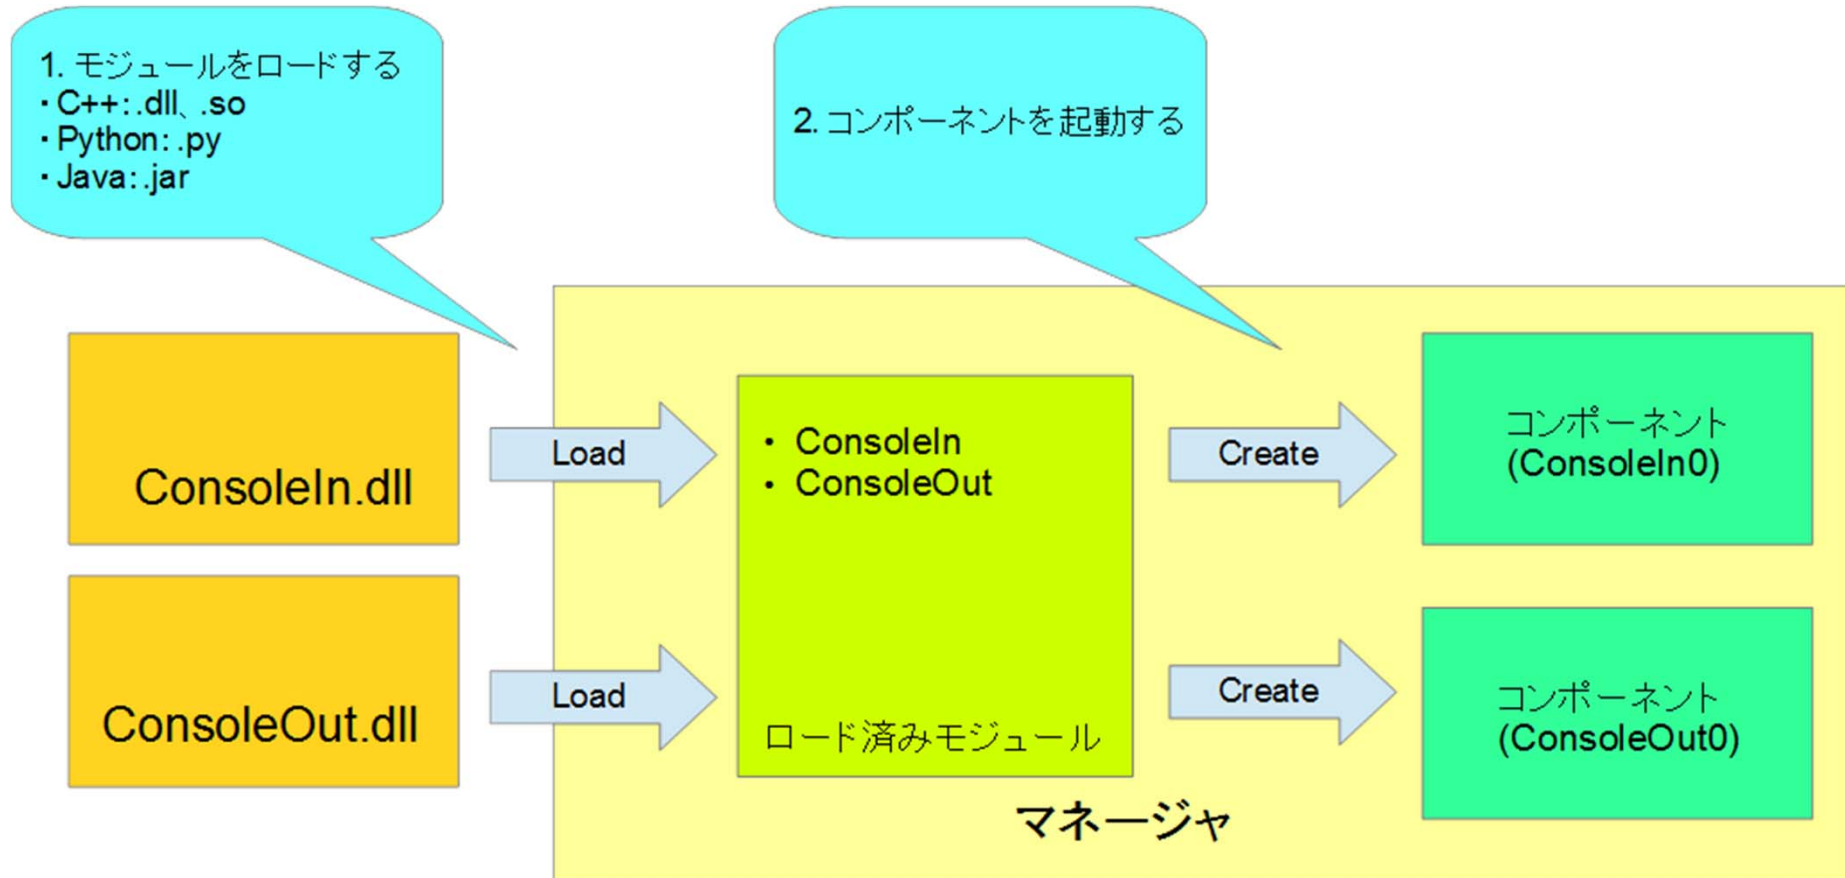 1. モジュールをロードする
・C++:.dll、.so
・Python:.py
・Java:.jar
2. コンポーネントを起動する
ConsoleIn.dll
Load
・ ConsoleIn
・ ConsoleOut
Create
コンポーネント
(ConsoleIn0)
ConsoleOut.dll
Load
ロード済みモジュール
Create
コンポーネント
(ConsoleOut0)
マネージャ